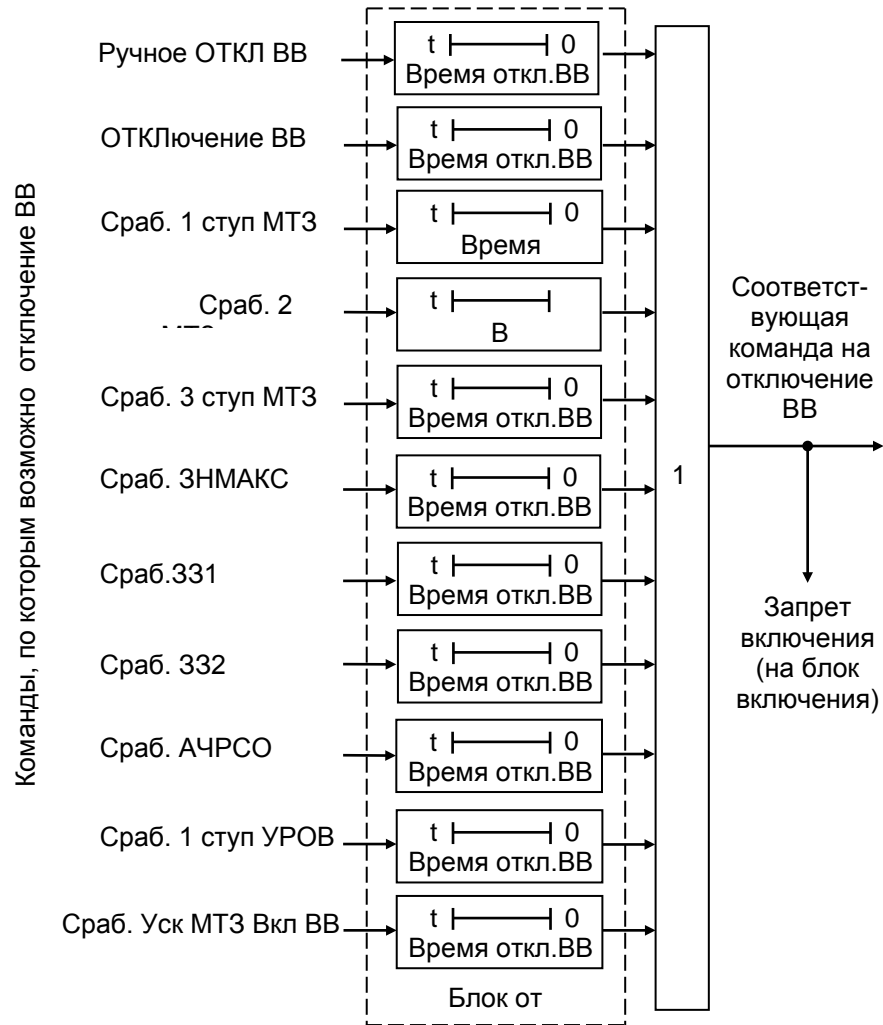 Команды, по которым возможно отключение ВВ
Ручное ОТКЛ ВВ
t 0
Время откл.ВВ
ОТКЛючение ВВ
t 0
Время откл.ВВ
Сраб. 1 ступ МТЗ
t 0
Время
Сраб. 2
t
В
Сраб. 3 ступ МТЗ
t 0
Время откл.ВВ
Сраб. ЗНМАКС
t 0
Время откл.ВВ
Сраб.ЗЗ1
t 0
Время откл.ВВ
Сраб. ЗЗ2
t 0
Время откл.ВВ
Сраб. АЧРСО
t 0
Время откл.ВВ
Сраб. 1 ступ УРОВ
t 0
Время откл.ВВ
Сраб. Уск МТЗ Вкл ВВ
t 0
Время откл.ВВ
Блок от
1
Соответст-
вующая
команда на
отключение
ВВ
Запрет
включения
(на блок
включения)